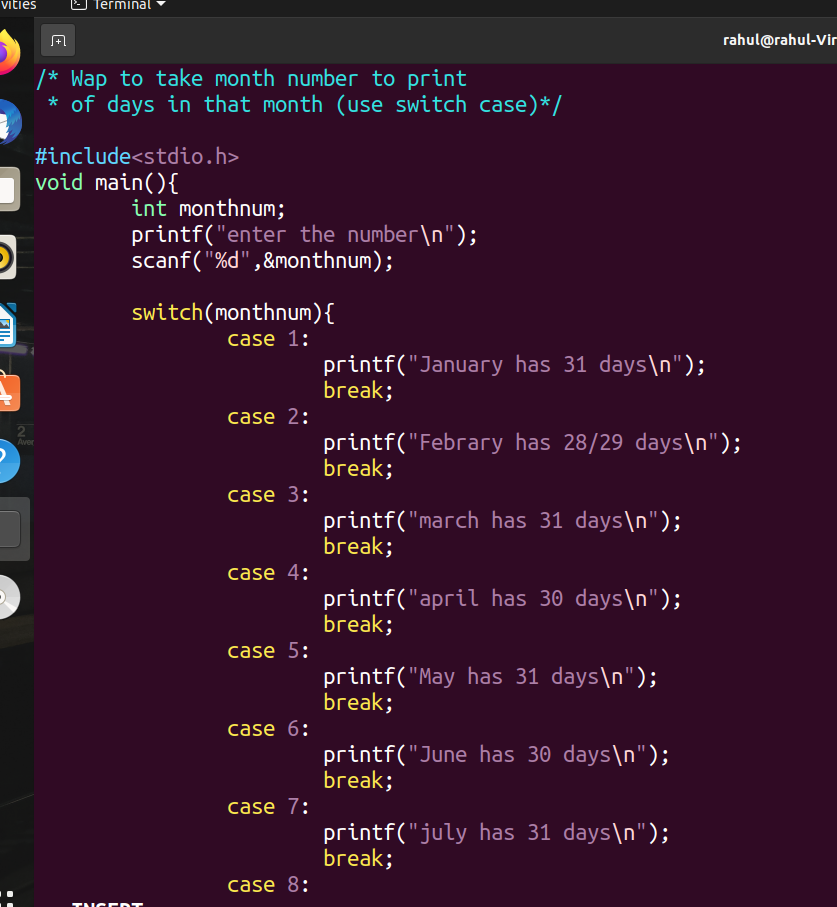 vities Terminal
rahul@rahul-Vir
/* Wap to take month number to print
 * of days in that month (use switch case)*/
#include<stdio.h>
void main(){
        int monthnum;
        printf("enter the number\n");
        scanf("%d",&monthnum);
        switch(monthnum){
                case 1:
                        printf("January has 31 days\n");
                        break;
                case 2:
                        printf("Febrary has 28/29 days\n");
                        break;
                case 3:
                        printf("march has 31 days\n");
                        break;
                case 4:
                        printf("april has 30 days\n");
                        break;
                case 5:
                        printf("May has 31 days\n");
                        break;
                case 6:
                        printf("June has 30 days\n");
                        break;
                case 7:
                        printf("july has 31 days\n");
                        break;
                case 8:
-- INSERT --